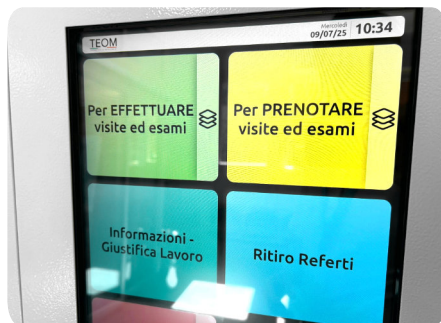 TEOM
Mercoledì
09/07/25 10:34
Per EFFETTUARE
visite ed esami
Per PRENOTARE
visite ed esami
Informazioni -
Giustifica Lavoro
Ritiro Referti